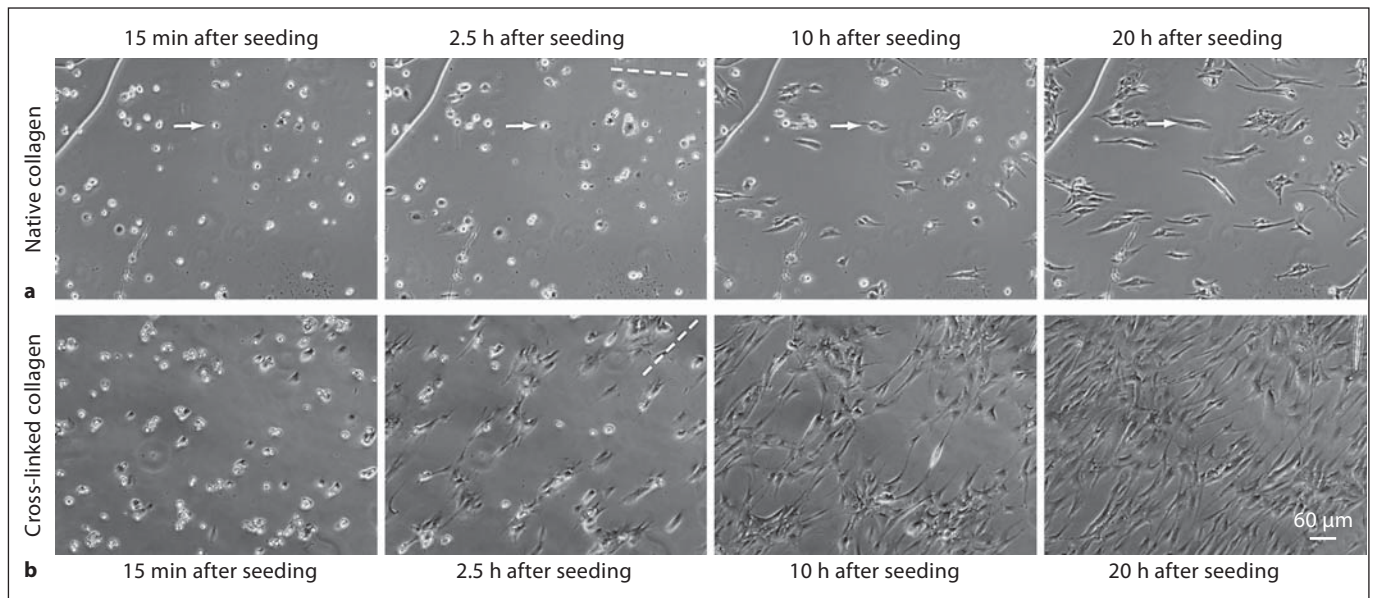 15 min after seeding 2.5 h after seeding 10 h after seeding 20 h after seeding
Native collagen
a
Cross-linked collagen
60 µm
b
15 min after seeding 2.5 h after seeding 10 h after seeding 20 h after seeding